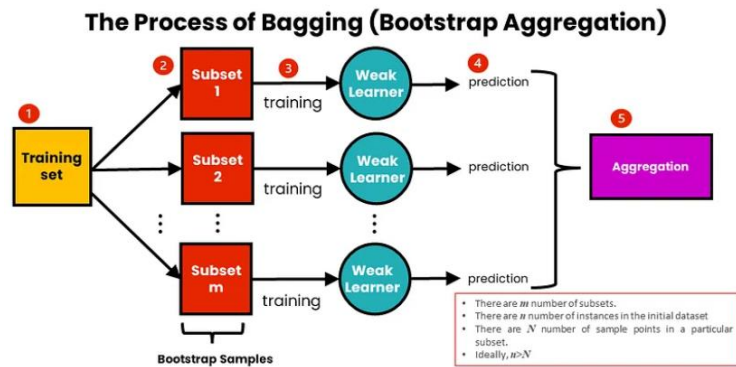 The Process of Bagging (Bootstrap Aggregation)
1
Training
set
2
Subset
1
3
training
Weak
Learner
4
prediction
Subset
2
training
Weak
Learner
prediction
Subset
m
training
Weak
Learner
prediction
5
Aggregation
Bootstrap Samples
• There are m number of subsets.
• There are n number of instances in the initial dataset
• There are N number of sample points in a particular
subset.
• Ideally, n>N